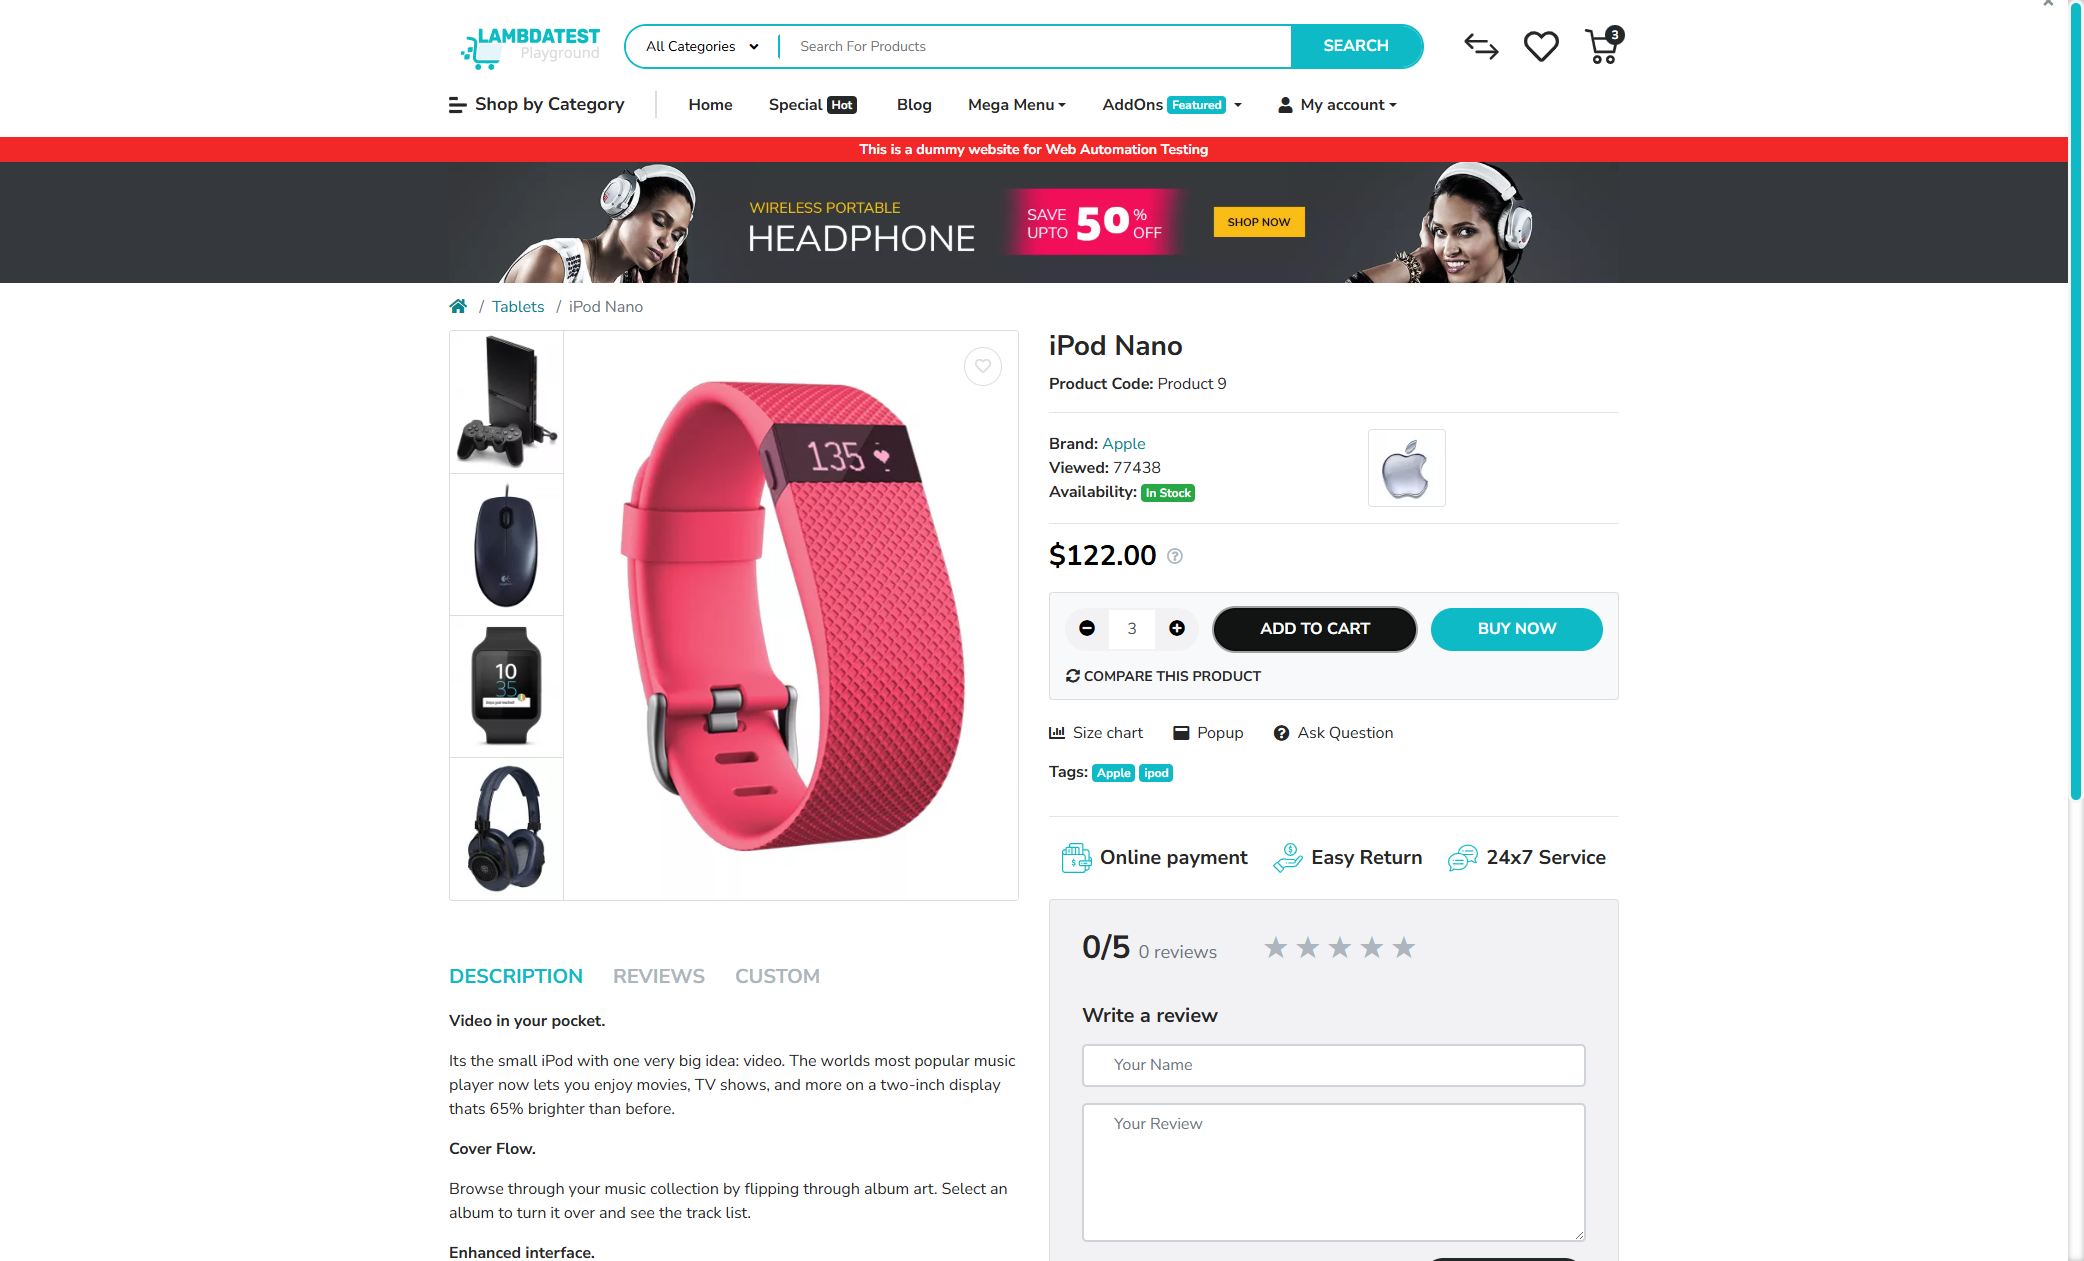 LAMBDATEST
Playground
All Categories
Search For Products
SEARCH
3
Shop by Category
Home
Special Hot
Blog
Mega Menu
AddOns Featured
My account
This is a dummy website for Web Automation Testing
WIRELESS PORTABLE
HEADPHONE
SAVE UPTO 50 % OFF
SHOP NOW
/ Tablets / iPod Nano
iPod Nano
Product Code: Product 9
Brand: Apple
Viewed: 77438
Availability: In Stock
$122.00
3
ADD TO CART
BUY NOW
COMPARE THIS PRODUCT
Size chart
Popup
Ask Question
Tags: Apple ipod
135
10
35
Online payment
Easy Return
24x7 Service
0/5 0 reviews
Write a review
Your Name
Your Review
DESCRIPTION
REVIEWS
CUSTOM
Video in your pocket.
Its the small iPod with one very big idea: video. The worlds most popular music
player now lets you enjoy movies, TV shows, and more on a two-inch display
thats 65% brighter than before.
Cover Flow.
Browse through your music collection by flipping through album art. Select an
album to turn it over and see the track list.
Enhanced interface.